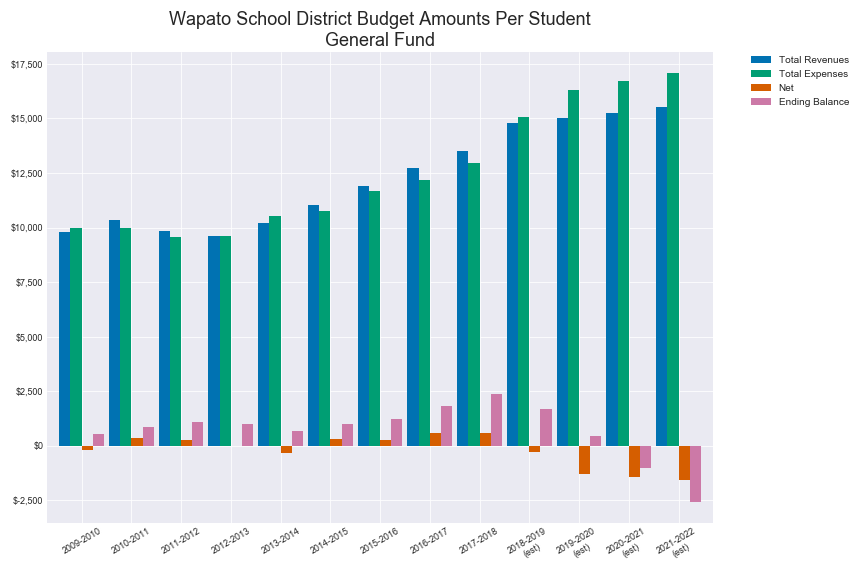 Wapato School District Budget Amounts Per Student
General Fund
Total Revenues
Total Expenses
Net
Ending Balance
$17,500
$15,000
$12,500
$10,000
$7,500
$5,000
$2,500
$0
$-2,500
2009-2010
2010-2011
2011-2012
2012-2013
2013-2014
2014-2015
2015-2016
2016-2017
2017-2018
2018-2019
(est)
2019-2020
(est)
2020-2021
(est)
2021-2022
(est)